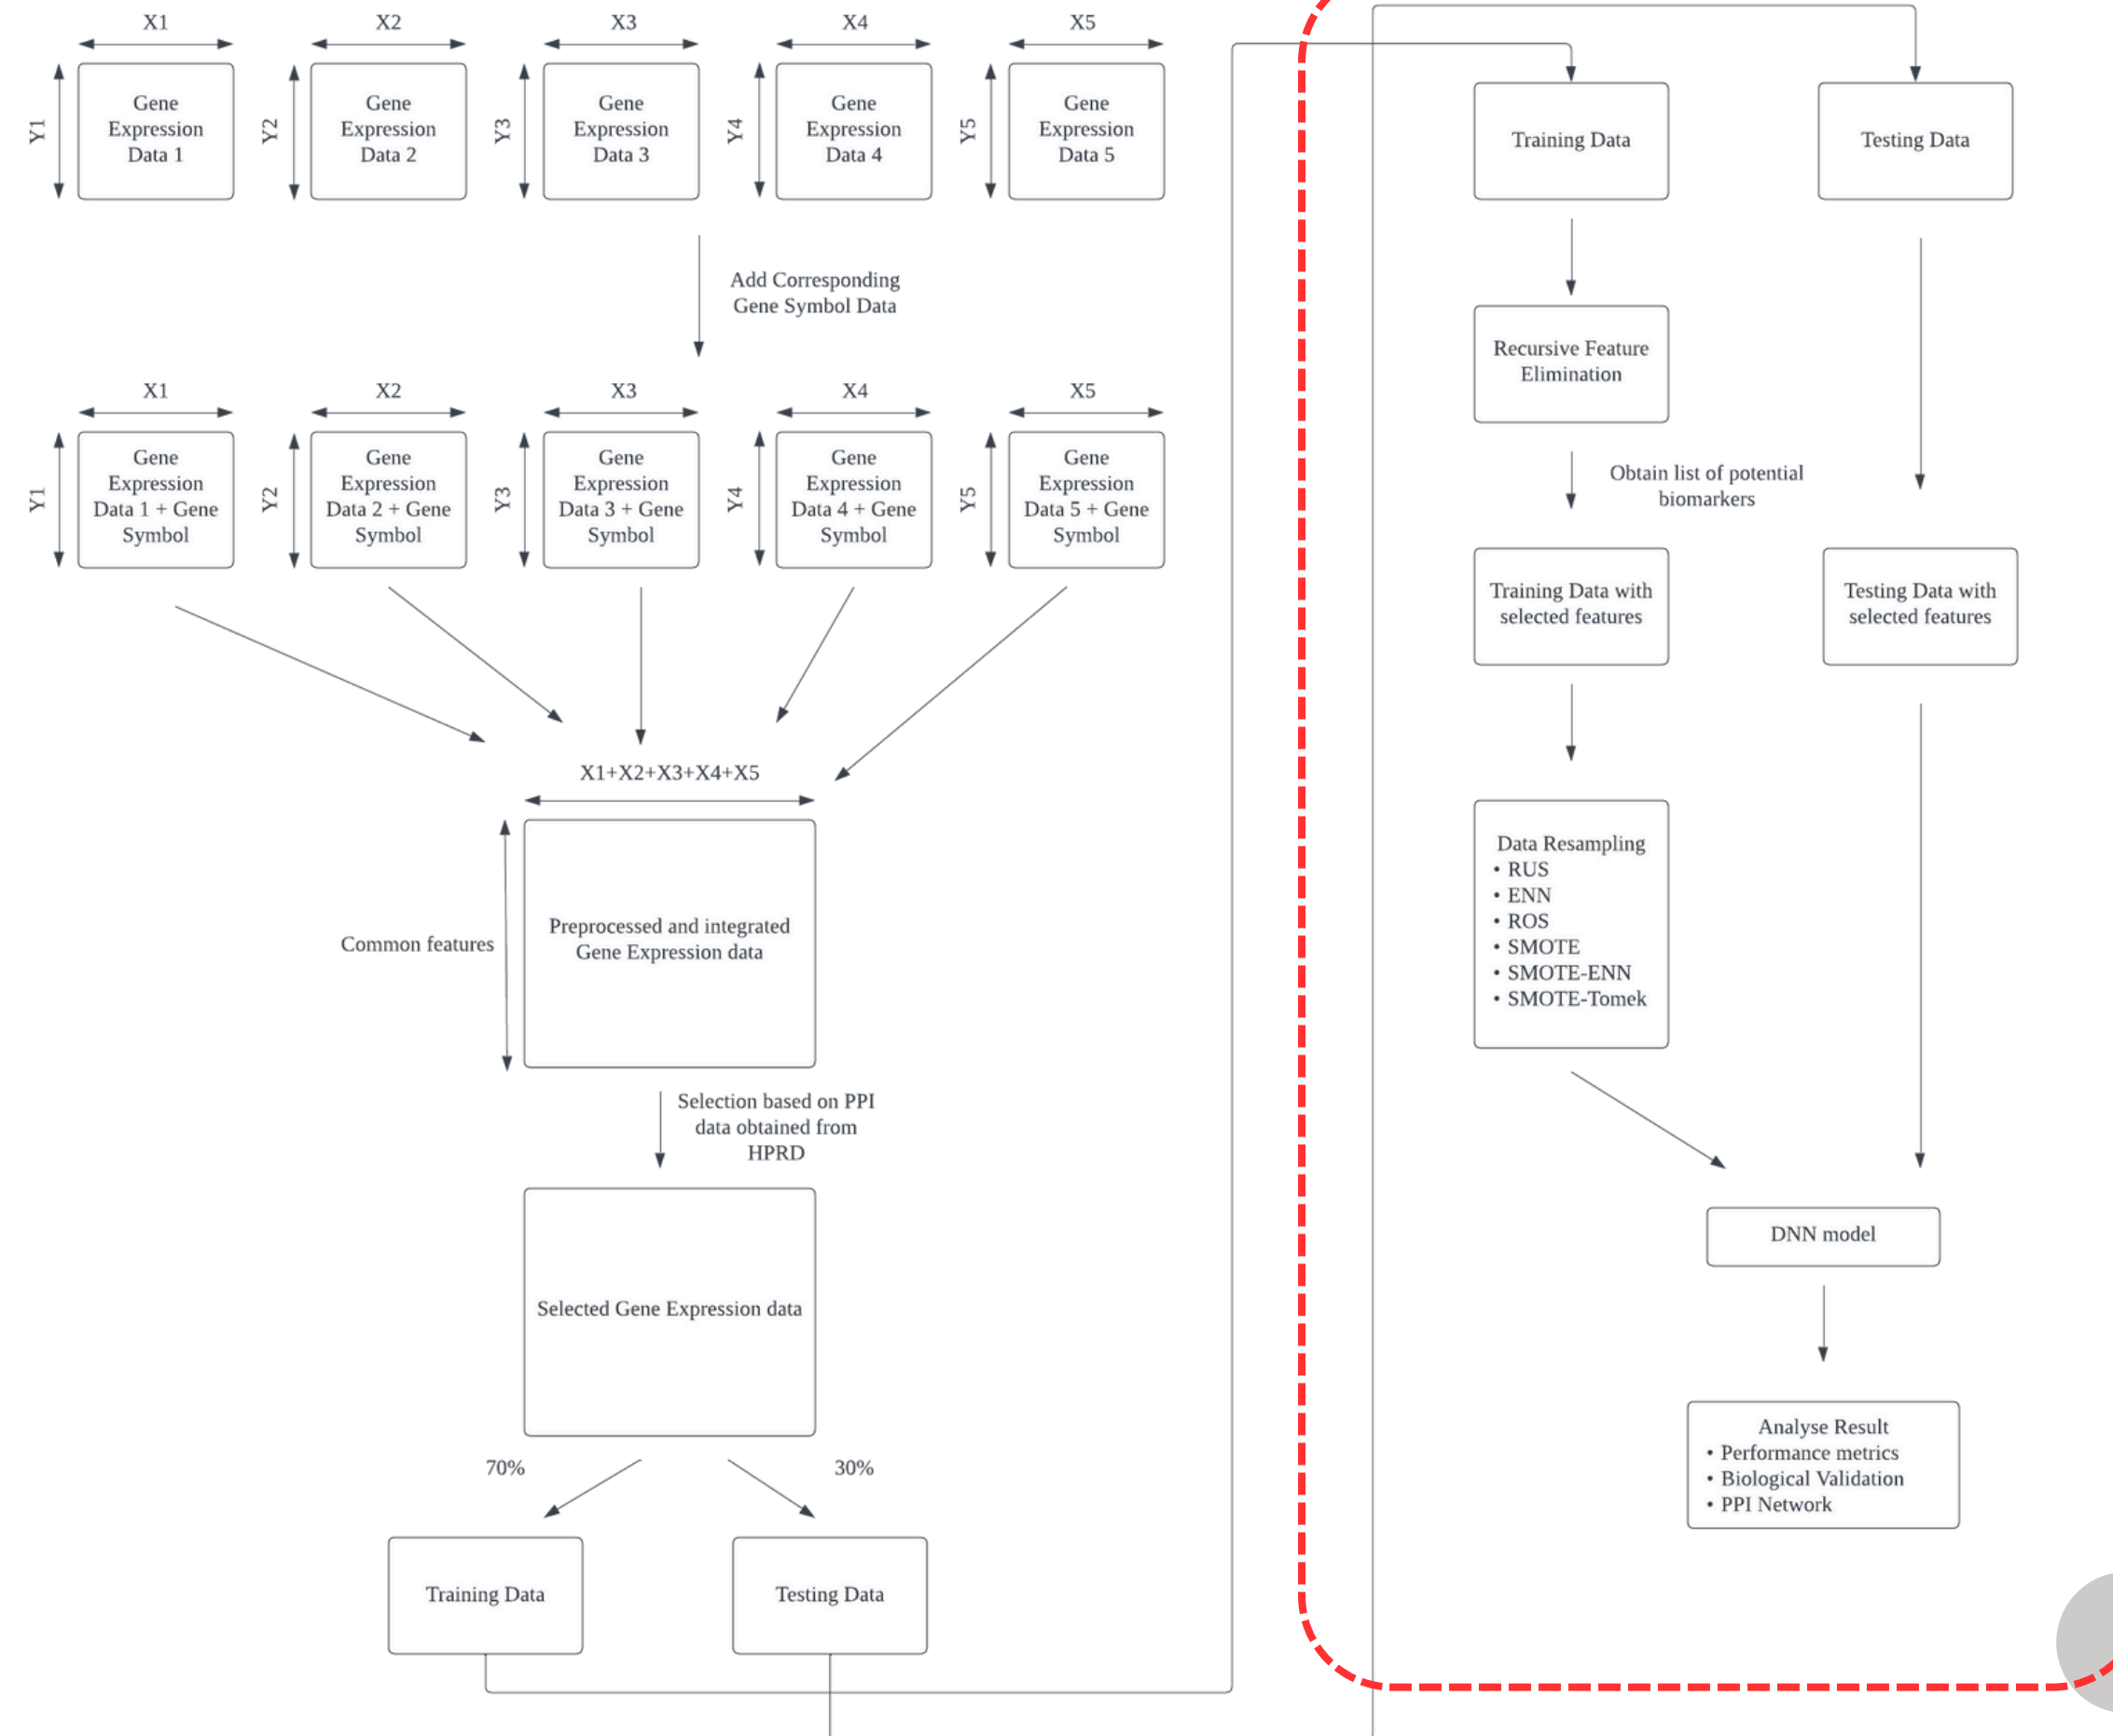 X1
X2
X3
X4
X5
Y1
Gene
Expression
Data 1
Y2
Gene
Expression
Data 2
Y3
Gene
Expression
Data 3
Y4
Gene
Expression
Data 4
Y5
Gene
Expression
Data 5
Add Corresponding
Gene Symbol Data
X1
X2
X3
X4
X5
Y1
Gene
Expression
Data 1 + Gene
Symbol
Y2
Gene
Expression
Data 2 + Gene
Symbol
Y3
Gene
Expression
Data 3 + Gene
Symbol
Y4
Gene
Expression
Data 4 + Gene
Symbol
Y5
Gene
Expression
Data 5 + Gene
Symbol
X1+X2+X3+X4+X5
Common features
Preprocessed and integrated
Gene Expression data
Selection based on PPI
data obtained from
HPRD
Selected Gene Expression data
70%
30%
Training Data
Testing Data
Training Data
Testing Data
Recursive Feature
Elimination
Obtain list of potential
biomarkers
Training Data with
selected features
Testing Data with
selected features
Data Resampling
• RUS
• ENN
• ROS
• SMOTE
• SMOTE-ENN
• SMOTE-Tomek
DNN model
Analyse Result
• Performance metrics
• Biological Validation
• PPI Network